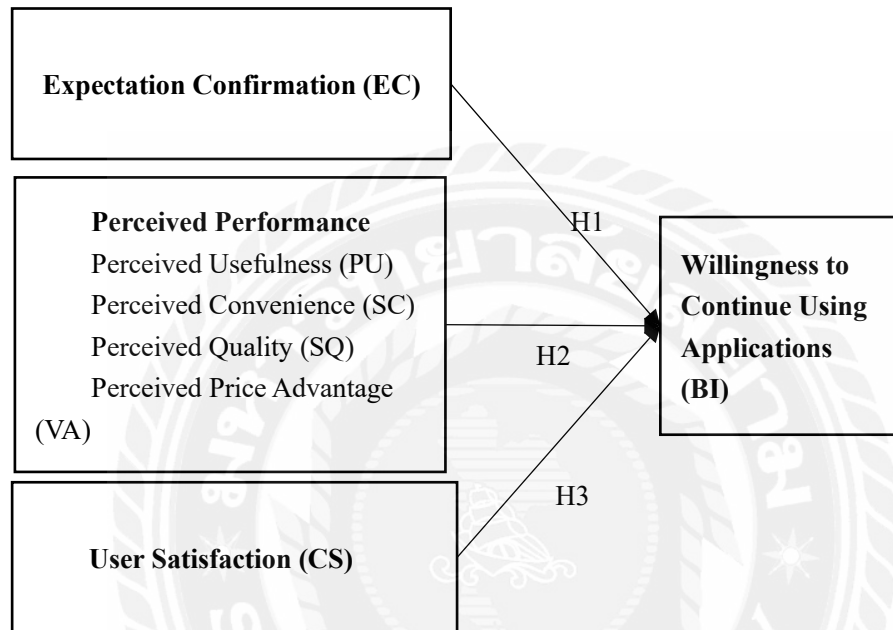 Expectation Confirmation (EC)
Perceived Performance
Perceived Usefulness (PU)
Perceived Convenience (SC)
Perceived Quality (SQ)
Perceived Price Advantage
(VA)
User Satisfaction (CS)
H1
H2
H3
Willingness to
Continue Using
Applications
(BI)